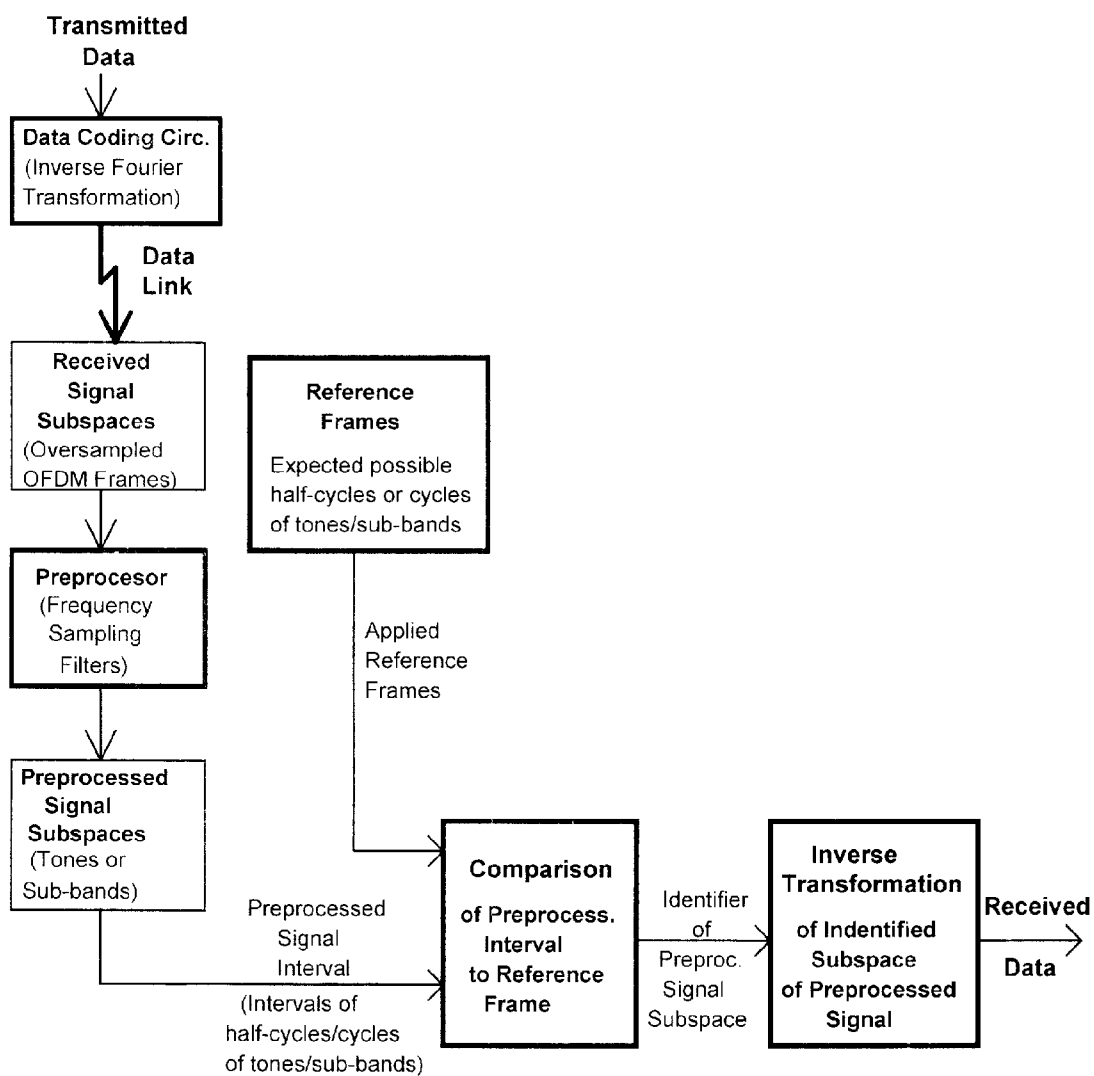 Transmitted
Data
Data Coding Circ.
(Inverse Fourier
Transformation)
Data
Link
Received
Signal
Subspaces
(Oversampled
OFDM Frames)
Reference
Frames
Expected possible
half-cycles or cycles
of tones/sub-bands
Preprocesor
(Frequency
Sampling
Filters)
Applied
Reference
Frames
Preprocessed
Signal
Subspaces
(Tones or
Sub-bands)
Preprocessed
Signal
Interval
(Intervals of
half-cycles/cycles
of tones/sub-bands)
Comparison
of Preprocess.
Interval
to Reference
Frame
Identifier
of
Preproc.
Signal
Subspace
Inverse
Transformation
of Indentified
Subspace
of Preprocessed
Signal
Received
Data